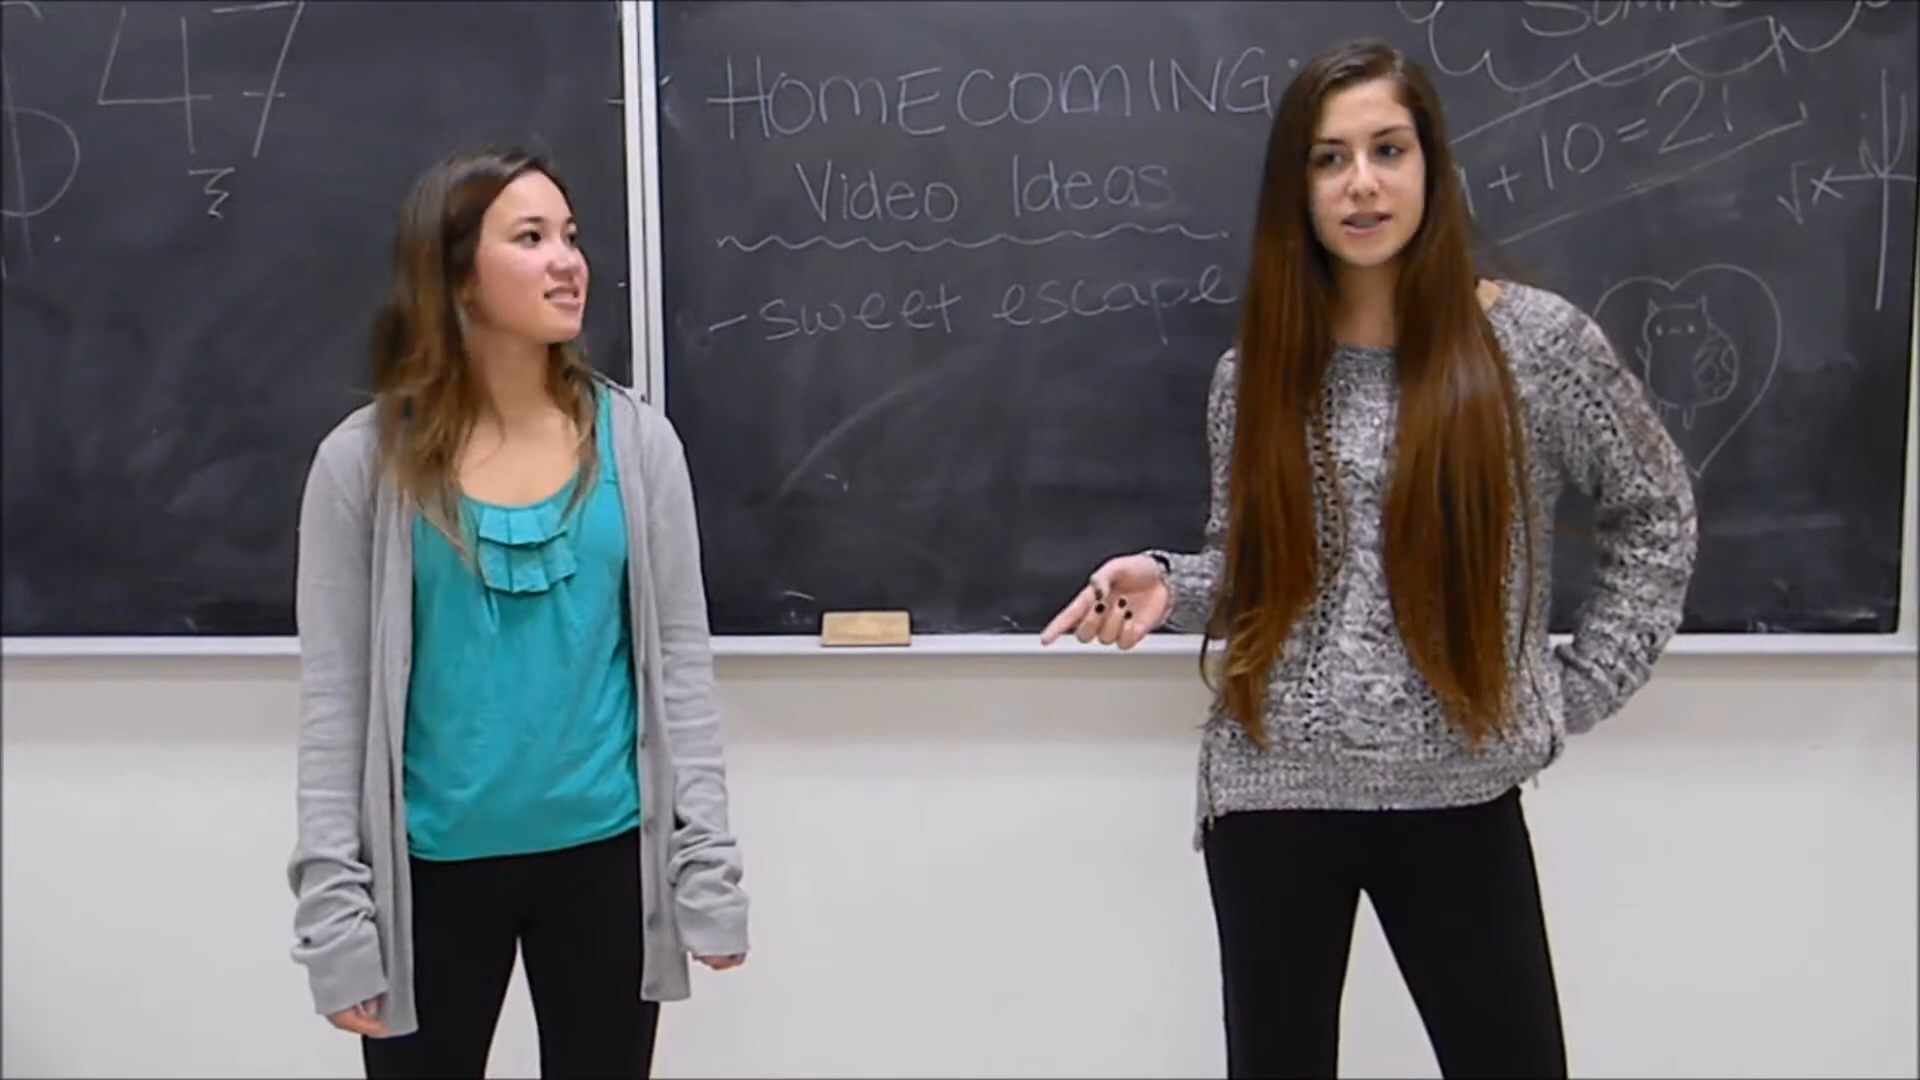 47
HOMECOMING:
Video Ideas
-sweet escape
+10=21
√x